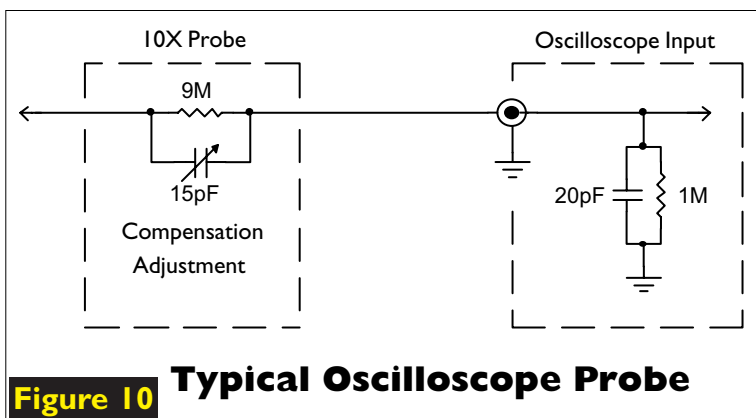 10X Probe
Oscilloscope Input
9M
15pF
Compensation
Adjustment
20pF
1M
Figure 10
Typical Oscilloscope Probe